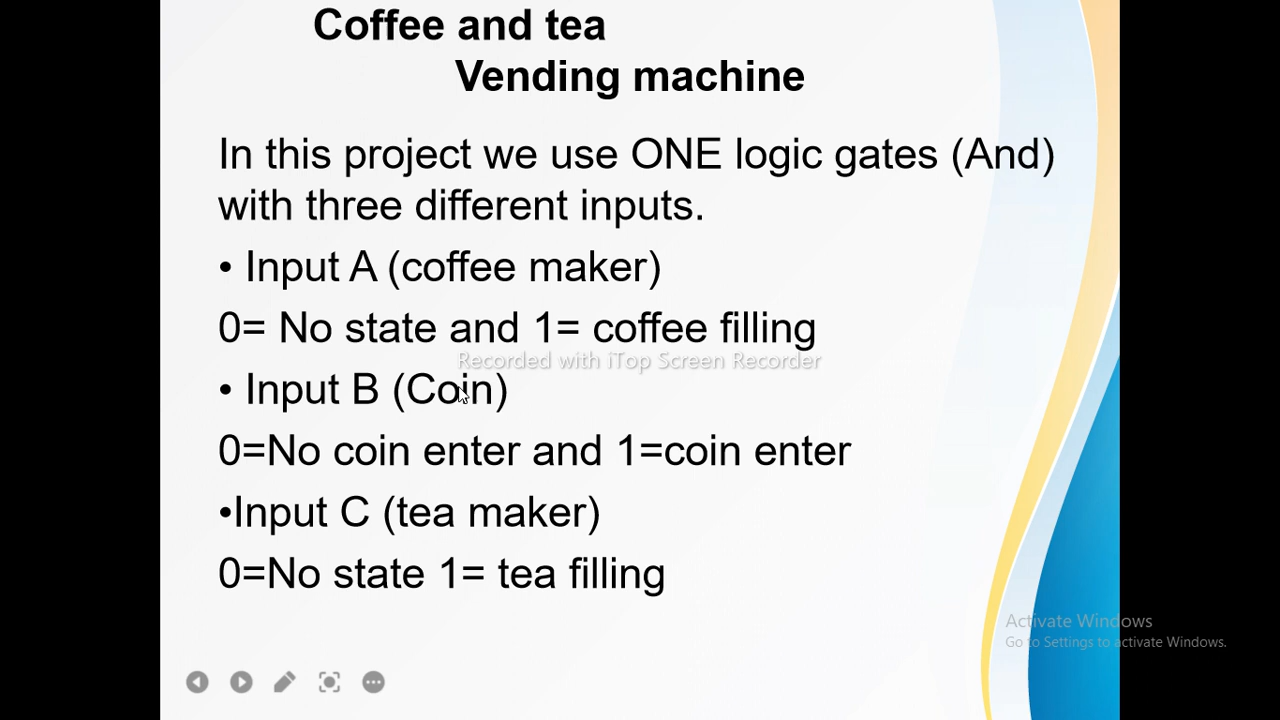 Coffee and tea
Vending machine
In this project we use ONE logic gates (And)
with three different inputs.
• Input A (coffee maker)
0= No state and 1= coffee filling
Recorded with iTop Screen Recorder
• Input B (Coin)
0=No coin enter and 1=coin enter
•Input C (tea maker)
0=No state 1= tea filling
Activate Windows
Go to Settings to activate Windows.